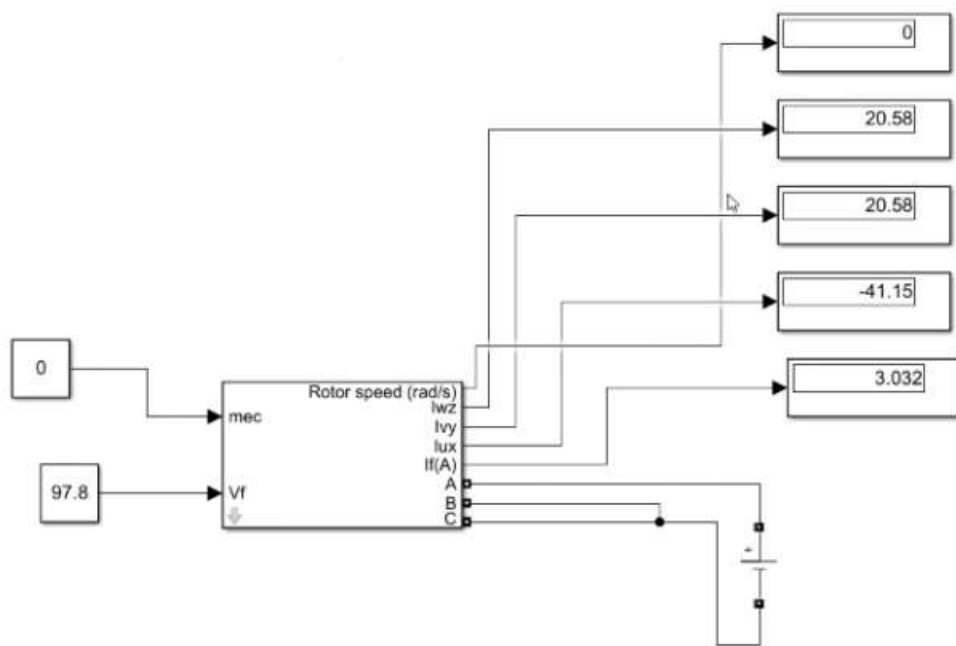 0
20.58
20.58
-41.15
3.032
0
97.8
mec
Vf
Rotor speed (rad/s)
Iwz
Ivy
Iux
If(A)
A
B
C
+